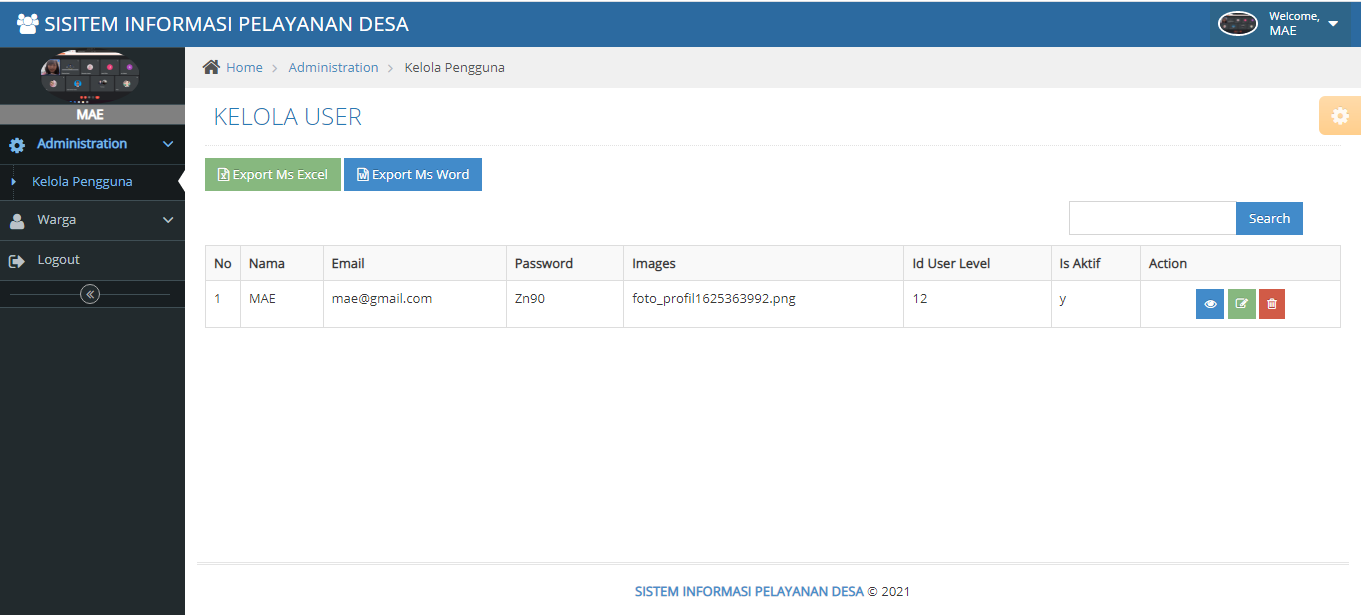 SISITEM INFORMASI PELAYANAN DESA
Welcome,
MAE
MAE
Administration
Kelola Pengguna
Warga
Logout
Home > Administration > Kelola Pengguna
KELOLA USER
Export Ms Excel Export Ms Word
Search
No Nama Email Password Images Id User Level Is Aktif Action
1 MAE mae@gmail.com Zn90 foto_profil1625363992.png 12 y
SISTEM INFORMASI PELAYANAN DESA © 2021